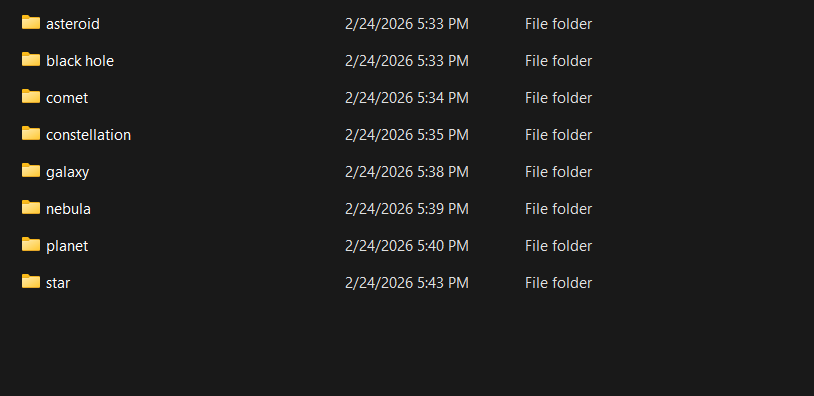 asteroid 2/24/2026 5:33 PM File folder
black hole 2/24/2026 5:33 PM File folder
comet 2/24/2026 5:34 PM File folder
constellation 2/24/2026 5:35 PM File folder
galaxy 2/24/2026 5:38 PM File folder
nebula 2/24/2026 5:39 PM File folder
planet 2/24/2026 5:40 PM File folder
star 2/24/2026 5:43 PM File folder